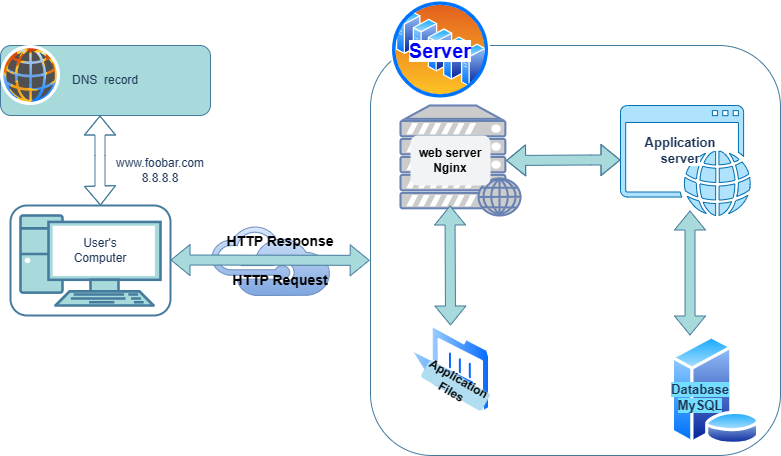 Server
DNS record
www.foobar.com
8.8.8.8
web server
Nginx
Application
server
User's
Computer
HTTP Response
HTTP Request
Application
Files
Database
MySQL